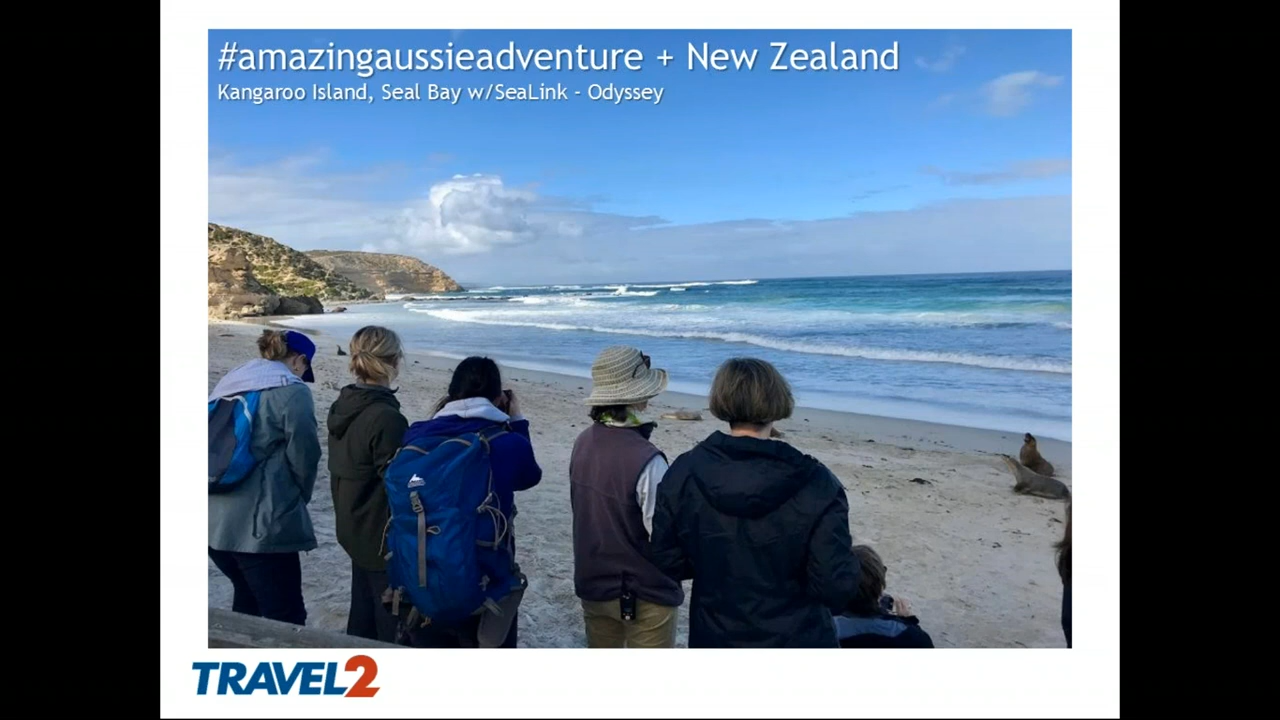 #amazingaussieadventure + New Zealand
Kangaroo Island, Seal Bay w/SeaLink - Odyssey
TRAVEL2